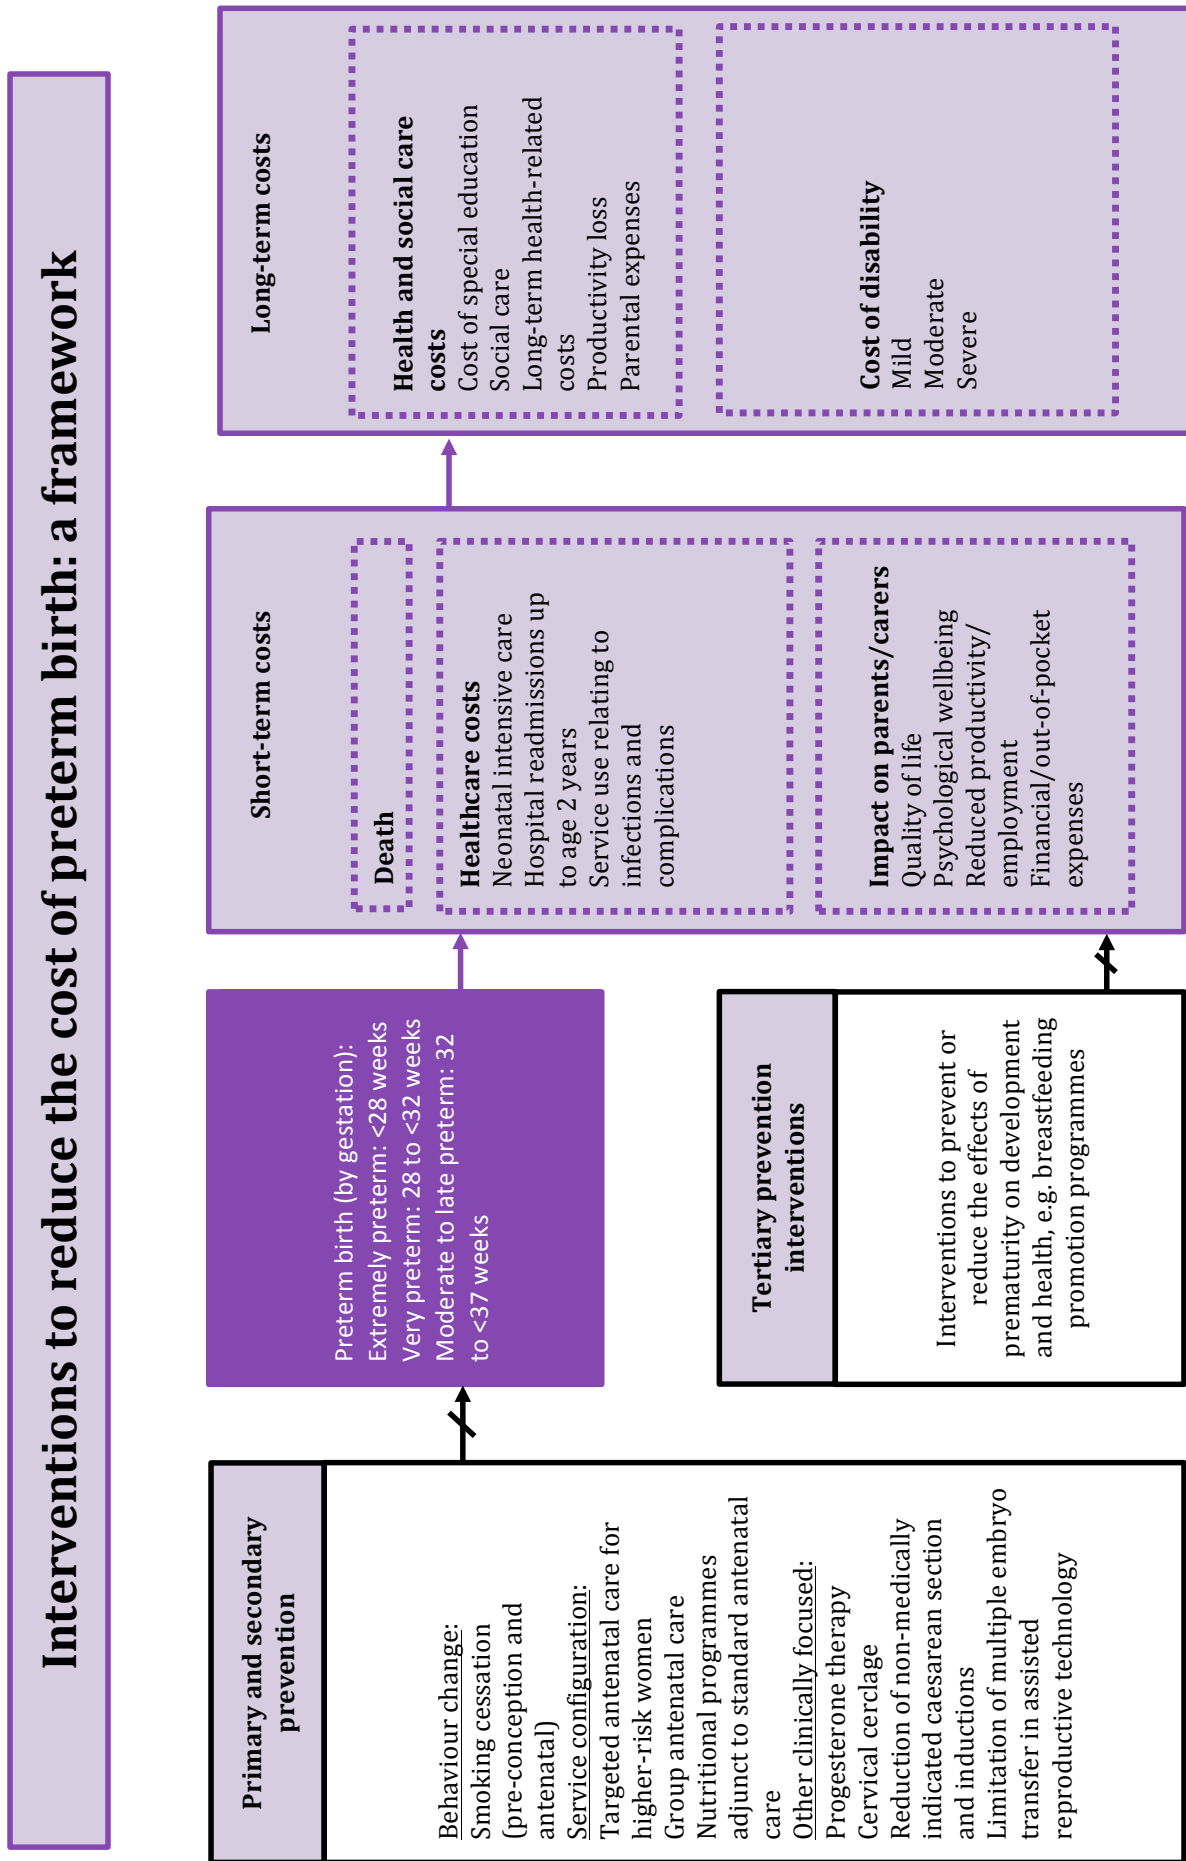 Interventions to reduce the cost of preterm birth: a framework
Primary and secondary
prevention
Behaviour change:
Smoking cessation
(pre-conception and
antenatal)
Service configuration:
Targeted antenatal care for
higher-risk women
Group antenatal care
Nutritional programmes
adjunct to standard antenatal
care
Other clinically focused:
Progesterone therapy
Cervical cerclage
Reduction of non-medically
indicated caesarean section
and inductions
Limitation of multiple embryo
transfer in assisted
reproductive technology
Preterm birth (by gestation):
Extremely preterm: <28 weeks
Very preterm: 28 to <32 weeks
Moderate to late preterm: 32
to <37 weeks
Tertiary prevention
interventions
Interventions to prevent or
reduce the effects of
prematurity on development
and health, e.g. breastfeeding
promotion programmes
Short-term costs
Death
Healthcare costs
Neonatal intensive care
Hospital readmissions up
to age 2 years
Service use relating to
infections and
complications
Impact on parents/carers
Quality of life
Psychological wellbeing
Reduced productivity/
employment
Financial/out-of-pocket
expenses
Long-term costs
Health and social care
costs
Cost of special education
Social care
Long-term health-related
costs
Productivity loss
Parental expenses
Cost of disability
Mild
Moderate
Severe